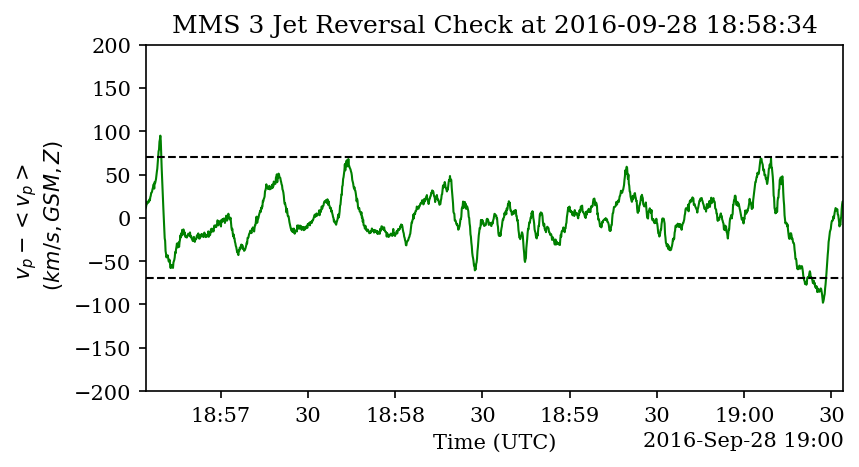 MMS 3 Jet Reversal Check at 2016-09-28 18:58:34
200
150
100
50
0
−50
−100
−150
−200
v_p − < v_p >
(km/s, GSM, Z)
18:57 30 18:58 30 18:59 30 19:00 30
Time (UTC) 2016-Sep-28 19:00